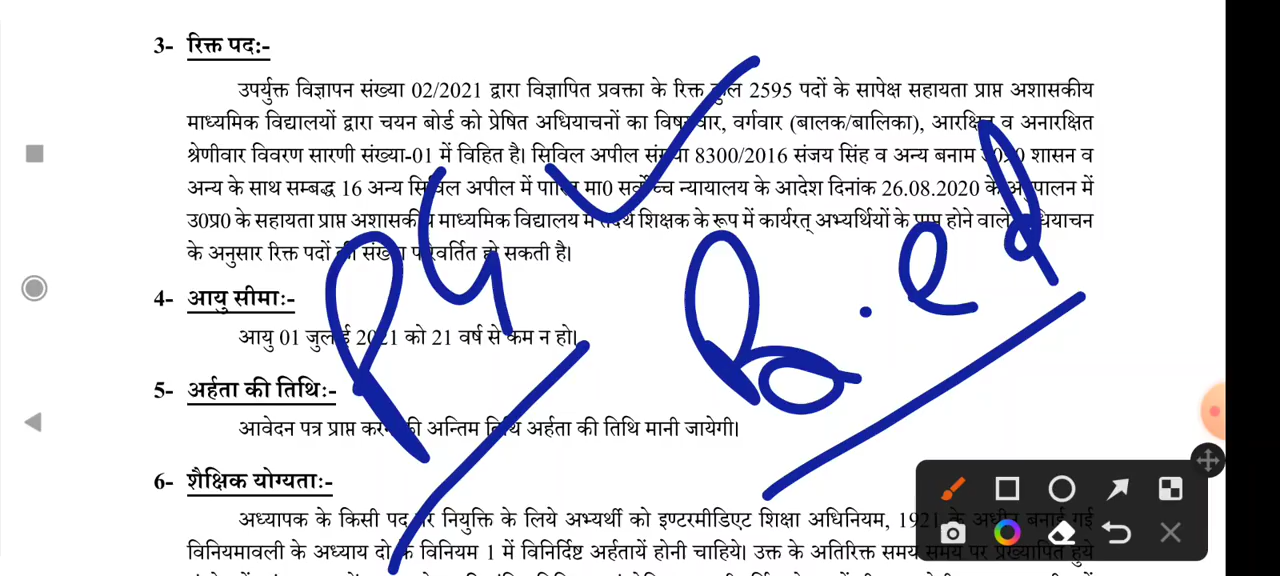 3- रिक्त पदः-
उपर्युक्त विज्ञापन संख्या 02/2021 द्वारा विज्ञापित प्रवक्ता के रिक्त कुल 2595 पदों के सापेक्ष सहायता प्राप्त अशासकीय
माध्यमिक विद्यालयों द्वारा चयन बोर्ड को प्रेषित अधियाचनों का विषयवार, वर्गवार (बालक/बालिका), आरक्षित व अनारक्षित
श्रेणीवार विवरण सारणी संख्या-01 में विहित है। सिविल अपील संख्या 8300/2016 संजय सिंह व अन्य बनाम उ0प्र0 शासन व
अन्य के साथ सम्बद्ध 16 अन्य सिविल अपील में पारित मा0 सर्वोच्च न्यायालय के आदेश दिनांक 26.08.2020 के अनुपालन में
उ0प्र0 के सहायता प्राप्त अशासकीय माध्यमिक विद्यालय में तदर्थ शिक्षक के रूप में कार्यरत् अभ्यर्थियों के प्राप्त होने वाले अधियाचन
के अनुसार रिक्त पदों की संख्या परिवर्तित हो सकती है।
PG B.ed
4- आयु सीमाः-
आयु 01 जुलाई 2021 को 21 वर्ष से कम न हो।
5- अर्हता की तिथिः-
आवेदन पत्र प्राप्त करने की अन्तिम तिथि अर्हता की तिथि मानी जायेगी।
6- शैक्षिक योग्यताः-
अध्यापक के किसी पद पर नियुक्ति के लिये अभ्यर्थी को इण्टरमीडिएट शिक्षा अधिनियम, 1921 के अधीन बनाई गई
विनियमावली के अध्याय दो के विनियम 1 में विनिर्दिष्ट अर्हतायें होनी चाहिये। उक्त के अतिरिक्त समय समय पर प्रख्यापित हुये